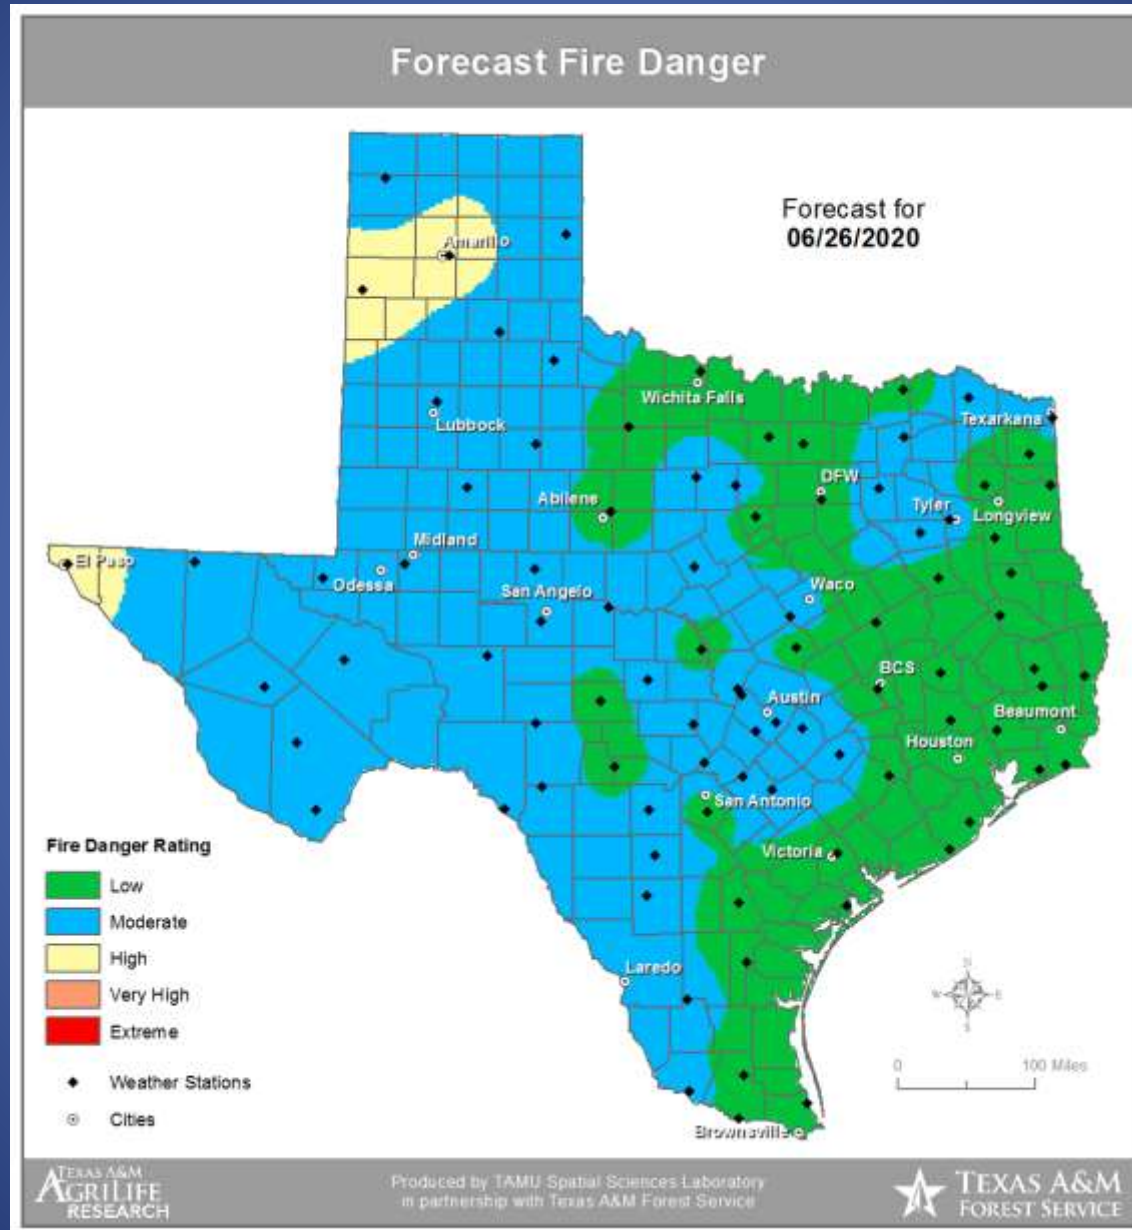 Forecast Fire Danger
Forecast for
06/26/2020
Amarillo
Wichita Falls
Texarkana
Lubbock
DFW
Abilene
Tyler
Longview
Midland
El Paso
Odessa
San Angelo
Waco
BCS
Austin
Beaumont
Houston
San Antonio
Victoria
Laredo
Brownsville
Fire Danger Rating
Low
Moderate
High
Very High
Extreme
Weather Stations
Cities
N
W E
S
0 100 Miles
TEXAS A&M
AGRILIFE
RESEARCH
Produced by TAMU Spatial Sciences Laboratory
in partnership with Texas A&M Forest Service
TEXAS A&M
FOREST SERVICE